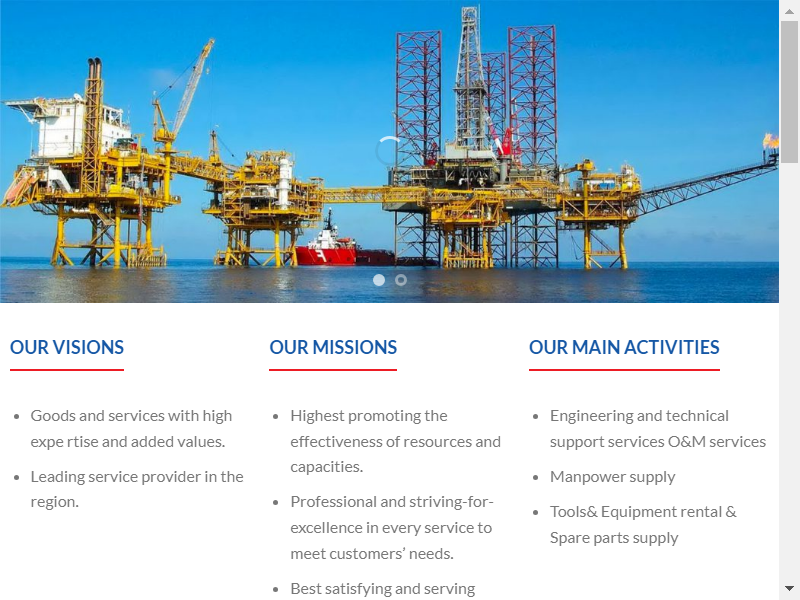 OUR VISIONS
Goods and services with high
expe rtise and added values.
Leading service provider in the
region.
OUR MISSIONS
Highest promoting the
effectiveness of resources and
capacities.
Professional and striving-for-
excellence in every service to
meet customers’ needs.
Best satisfying and serving
OUR MAIN ACTIVITIES
Engineering and technical
support services O&M services
Manpower supply
Tools& Equipment rental &
Spare parts supply